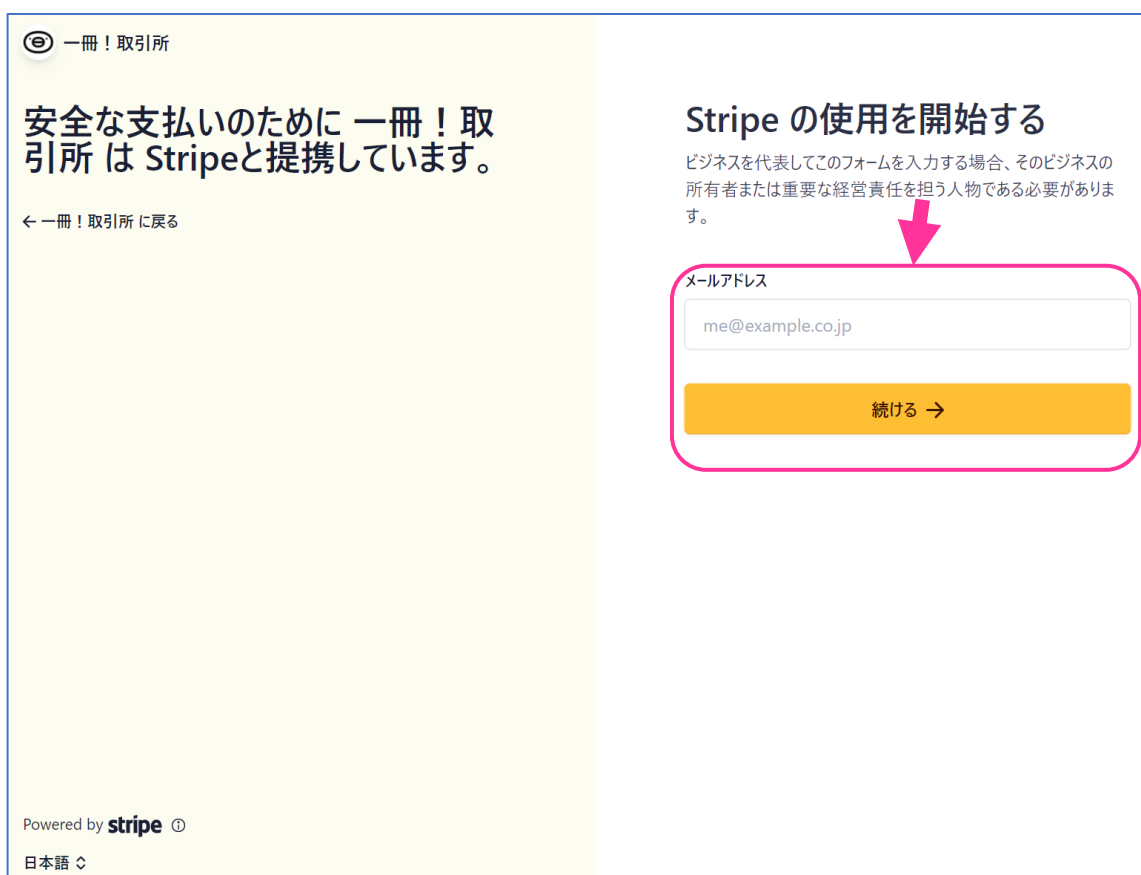 一冊！取引所
安全な支払いのために 一冊！取
引所 は Stripeと提携しています。
← 一冊！取引所 に戻る
Stripe の使用を開始する
ビジネスを代表してこのフォームを入力する場合、そのビジネスの
所有者または重要な経営責任を担う人物である必要がありま
す。
メールアドレス
me@example.co.jp
続ける →
Powered by stripe
日本語